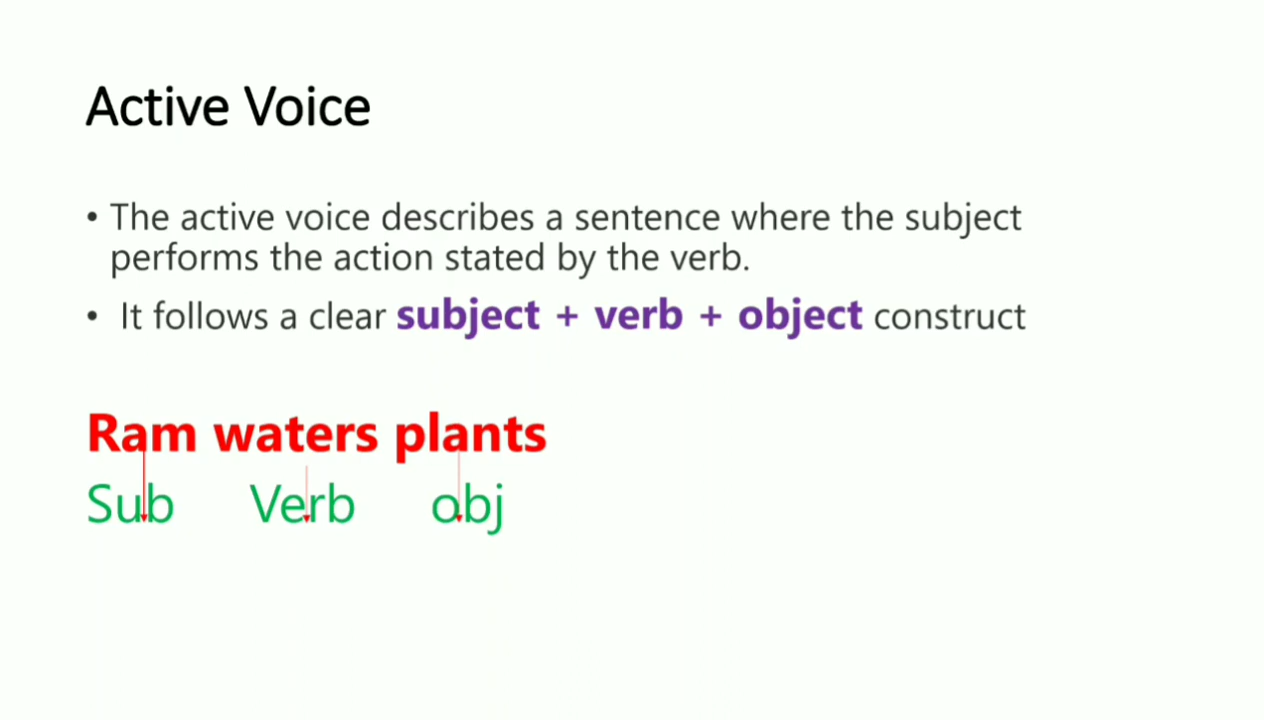 Active Voice
• The active voice describes a sentence where the subject
performs the action stated by the verb.
• It follows a clear subject + verb + object construct
Ram waters plants
Sub Verb obj